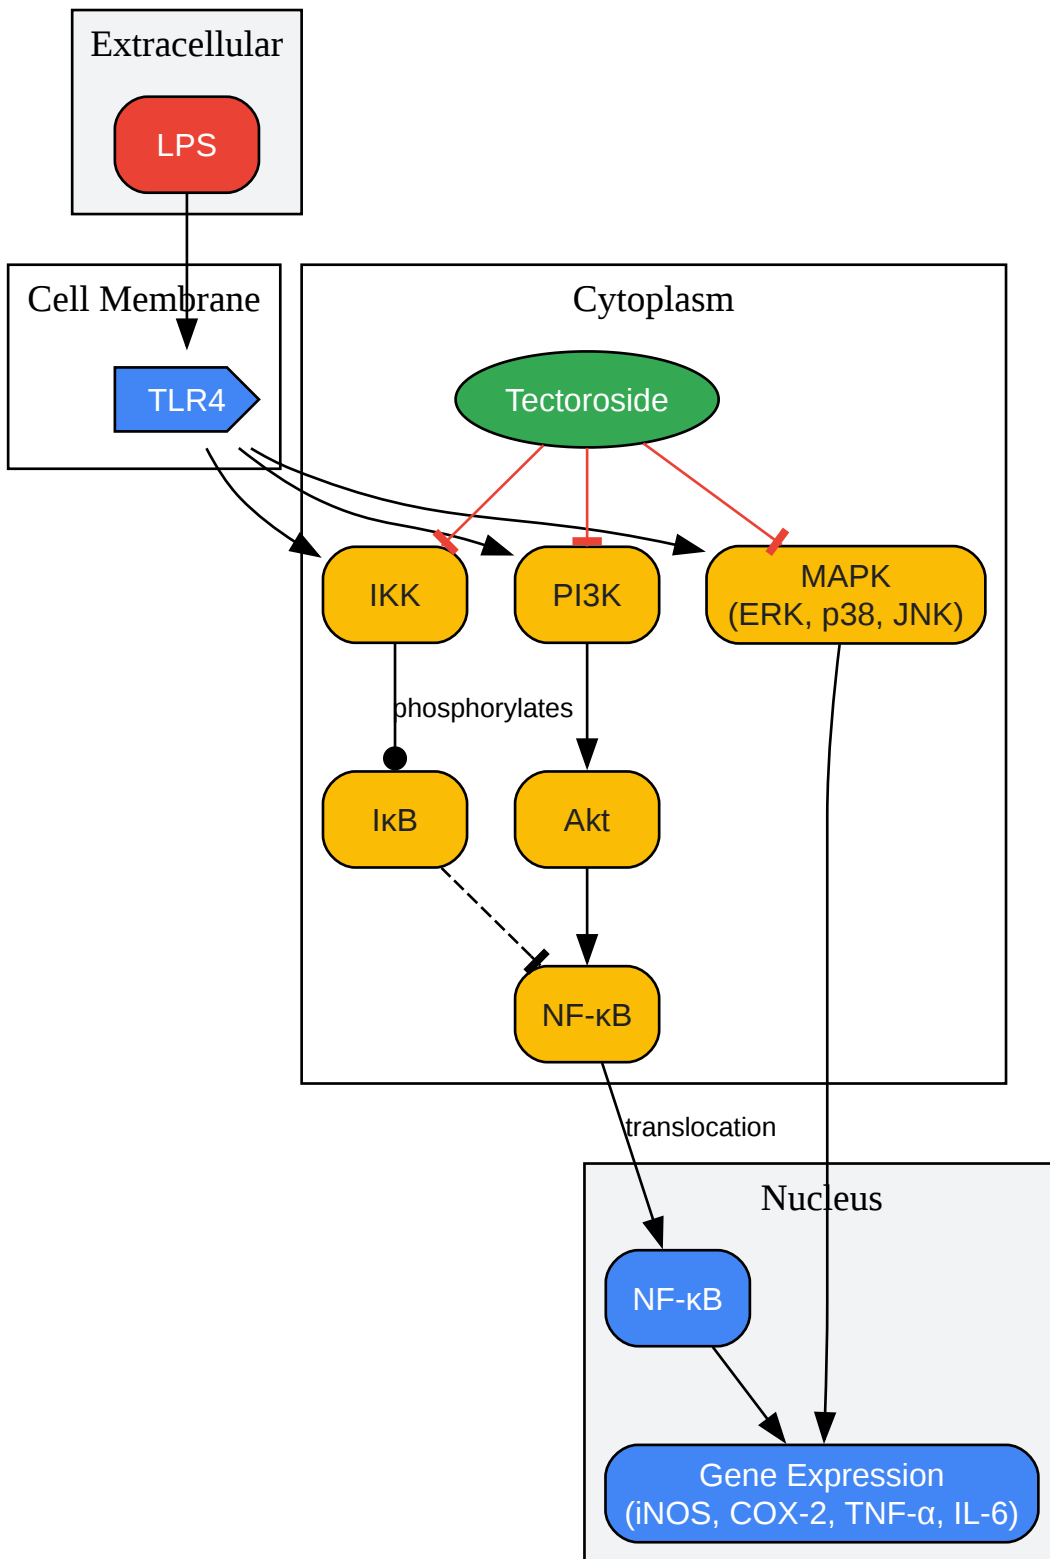 Extracellular
LPS
Cell Membrane
TLR4
Cytoplasm
Tectoroside
IKK
PI3K
MAPK
(ERK, p38, JNK)
phosphorylates
IκB
Akt
NF-κB
translocation
Nucleus
NF-κB
Gene Expression
(iNOS, COX-2, TNF-α, IL-6)